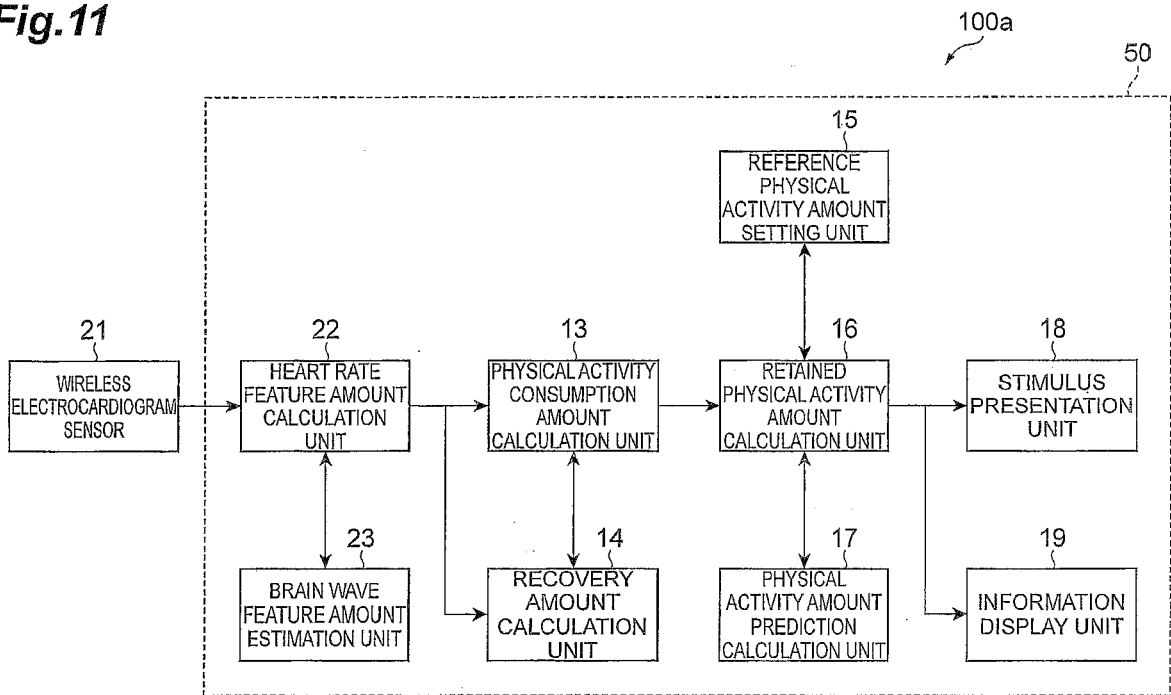 Fig.11
100a
50
15
REFERENCE
PHYSICAL
ACTIVITY AMOUNT
SETTING UNIT
21
WIRELESS
ELECTROCARDIOGRAM
SENSOR
22
HEART RATE
FEATURE AMOUNT
CALCULATION
UNIT
13
PHYSICAL ACTIVITY
CONSUMPTION
AMOUNT
CALCULATION UNIT
16
RETAINED
PHYSICAL ACTIVITY
AMOUNT
CALCULATION UNIT
18
STIMULUS
PRESENTATION
UNIT
23
BRAIN WAVE
FEATURE AMOUNT
ESTIMATION UNIT
14
RECOVERY
AMOUNT
CALCULATION
UNIT
17
PHYSICAL
ACTIVITY AMOUNT
PREDICTION
CALCULATION UNIT
19
INFORMATION
DISPLAY UNIT